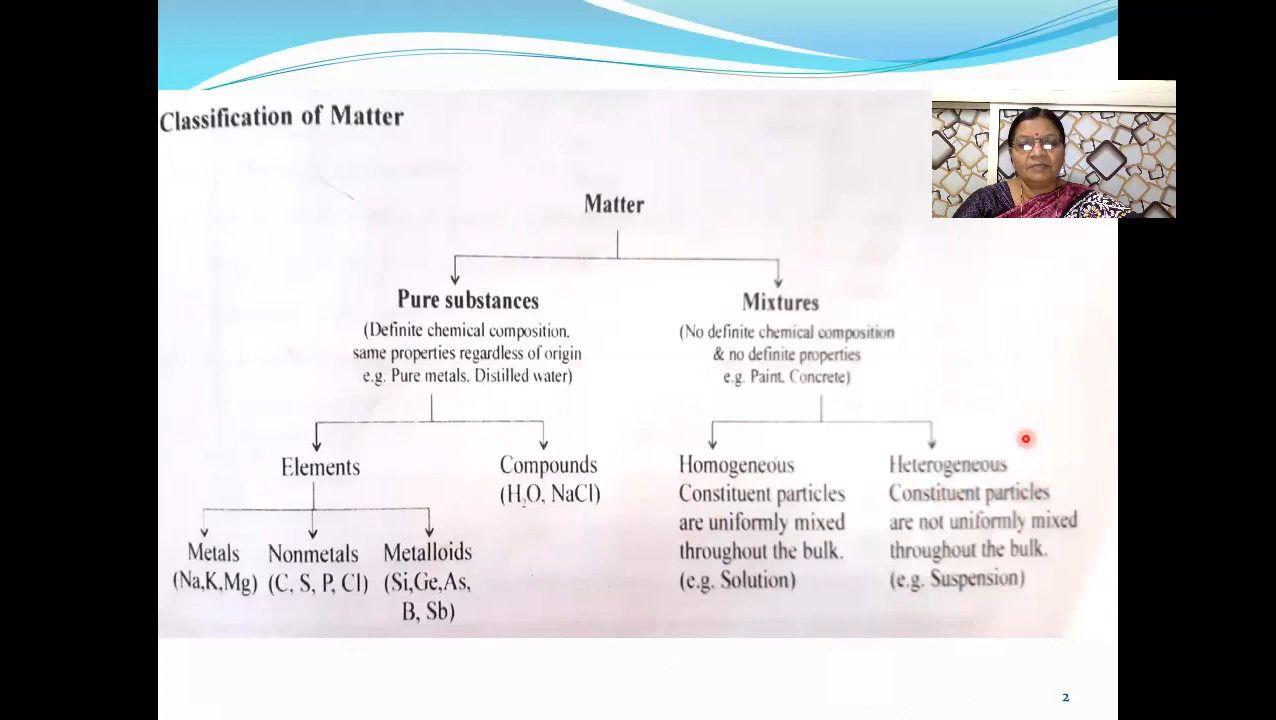 Classification of Matter
Matter
Pure substances
(Definite chemical composition.
same properties regardless of origin
e.g. Pure metals. Distilled water)
Mixtures
(No definite chemical composition
& no definite properties
e.g. Paint. Concrete)
Elements
Compounds
(H₂O, NaCl)
Metals
(Na,K,Mg)
Nonmetals
(C, S, P, Cl)
Metalloids
(Si,Ge,As,
B, Sb)
Homogeneous
Constituent particles
are uniformly mixed
throughout the bulk.
(e.g. Solution)
Heterogeneous
Constituent particles
are not uniformly mixed
throughout the bulk.
(e.g. Suspension)
2